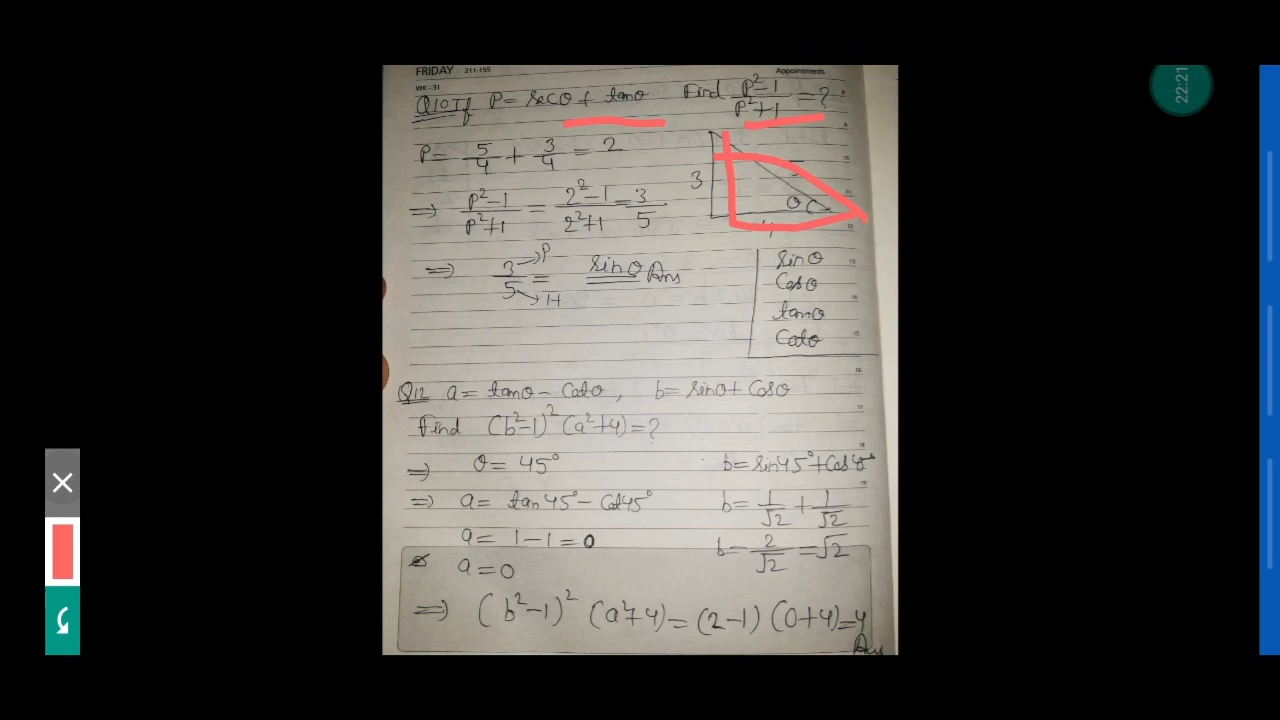 FRIDAY 211-155 Appointments
WK - 31
Q10 If P = secθ + tanθ Find P²-1/P²+1 = ?
P = 5/4 + 3/4 = 2
3
⇒ P²-1/P²+1 = 2²-1/2²+1 = 3/5
θ
⇒ 3→P/5→H = sinθ Ans
sinθ
Cosθ
tanθ
Cotθ
Q12 a = tanθ - Cotθ, b = sinθ + Cosθ
Find (b²-1)² (a²+4) = ?
⇒ θ = 45° b = sin45° + Cos45°
⇒ a = tan45° - Cot45° b = 1/√2 + 1/√2
a = 1-1 = 0 b = 2/√2 = √2
a = 0
⇒ (b²-1)² (a²+4) = (2-1) (0+4) = 4
Ans
22:21